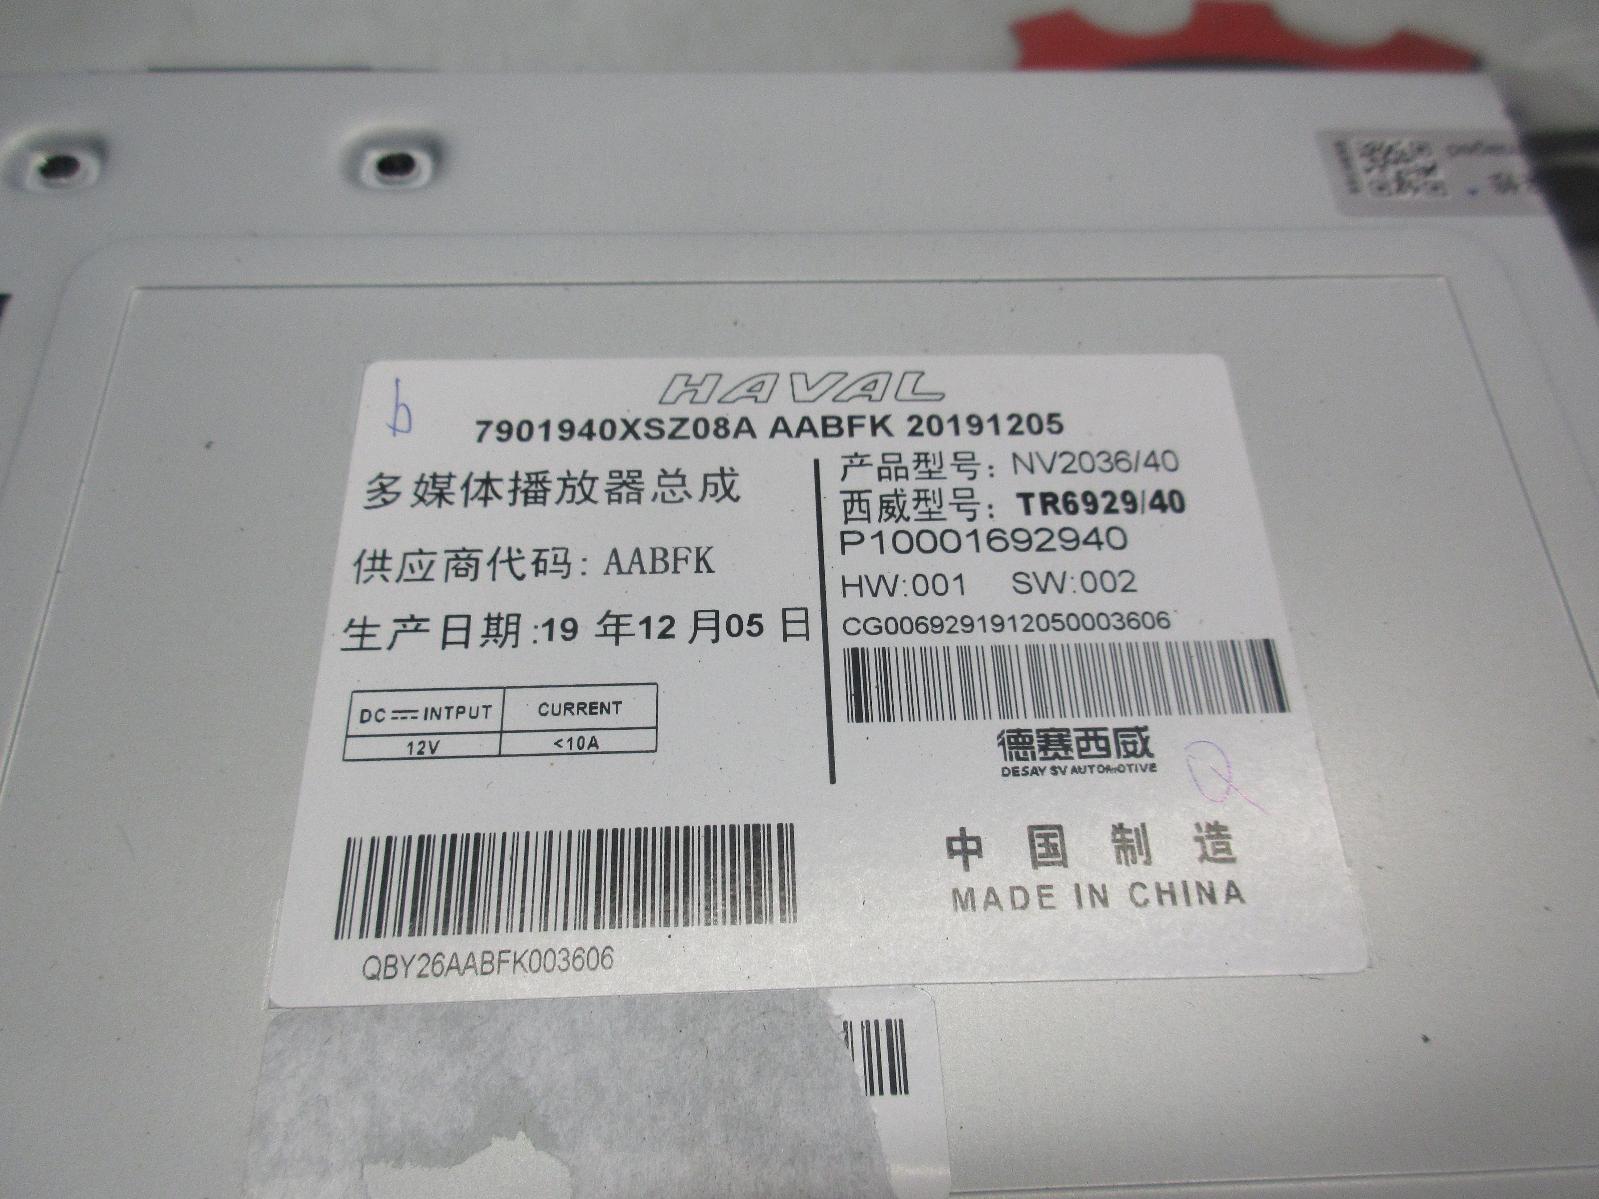 HAVAL
7901940XSZ08A AABFK 20191205
多媒体播放器总成
供应商代码: AABFK
生产日期:19 年12 月05 日
DC INTPUT CURRENT
12V <10A
QBY26AABFK003606
产品型号: NV2036/40
西威型号: TR6929/40
P10001692940
HW:001 SW:002
CG0069291912050003606
德赛西威
DESAY SV AUTOMOTIVE
中国制造
MADE IN CHINA
b
Q